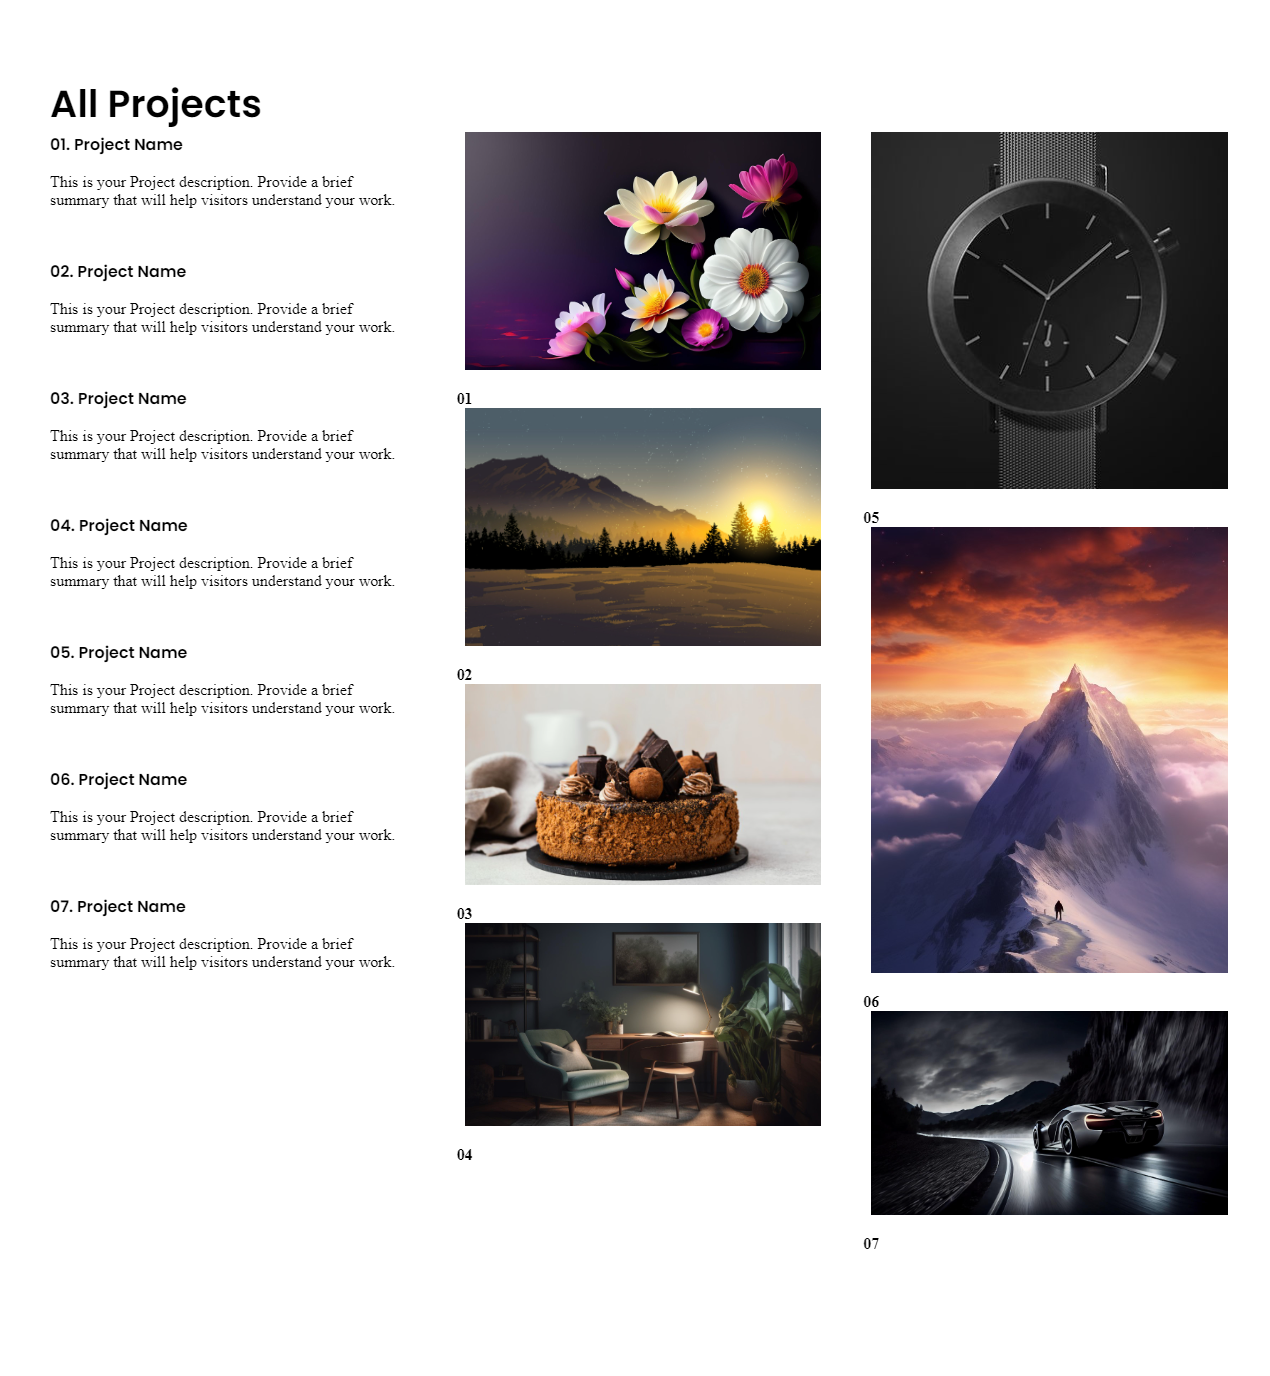 All Projects
01. Project Name
This is your Project description. Provide a brief
summary that will help visitors understand your work.
02. Project Name
This is your Project description. Provide a brief
summary that will help visitors understand your work.
03. Project Name
This is your Project description. Provide a brief
summary that will help visitors understand your work.
04. Project Name
This is your Project description. Provide a brief
summary that will help visitors understand your work.
05. Project Name
This is your Project description. Provide a brief
summary that will help visitors understand your work.
06. Project Name
This is your Project description. Provide a brief
summary that will help visitors understand your work.
07. Project Name
This is your Project description. Provide a brief
summary that will help visitors understand your work.
01
02
03
04
05
06
07